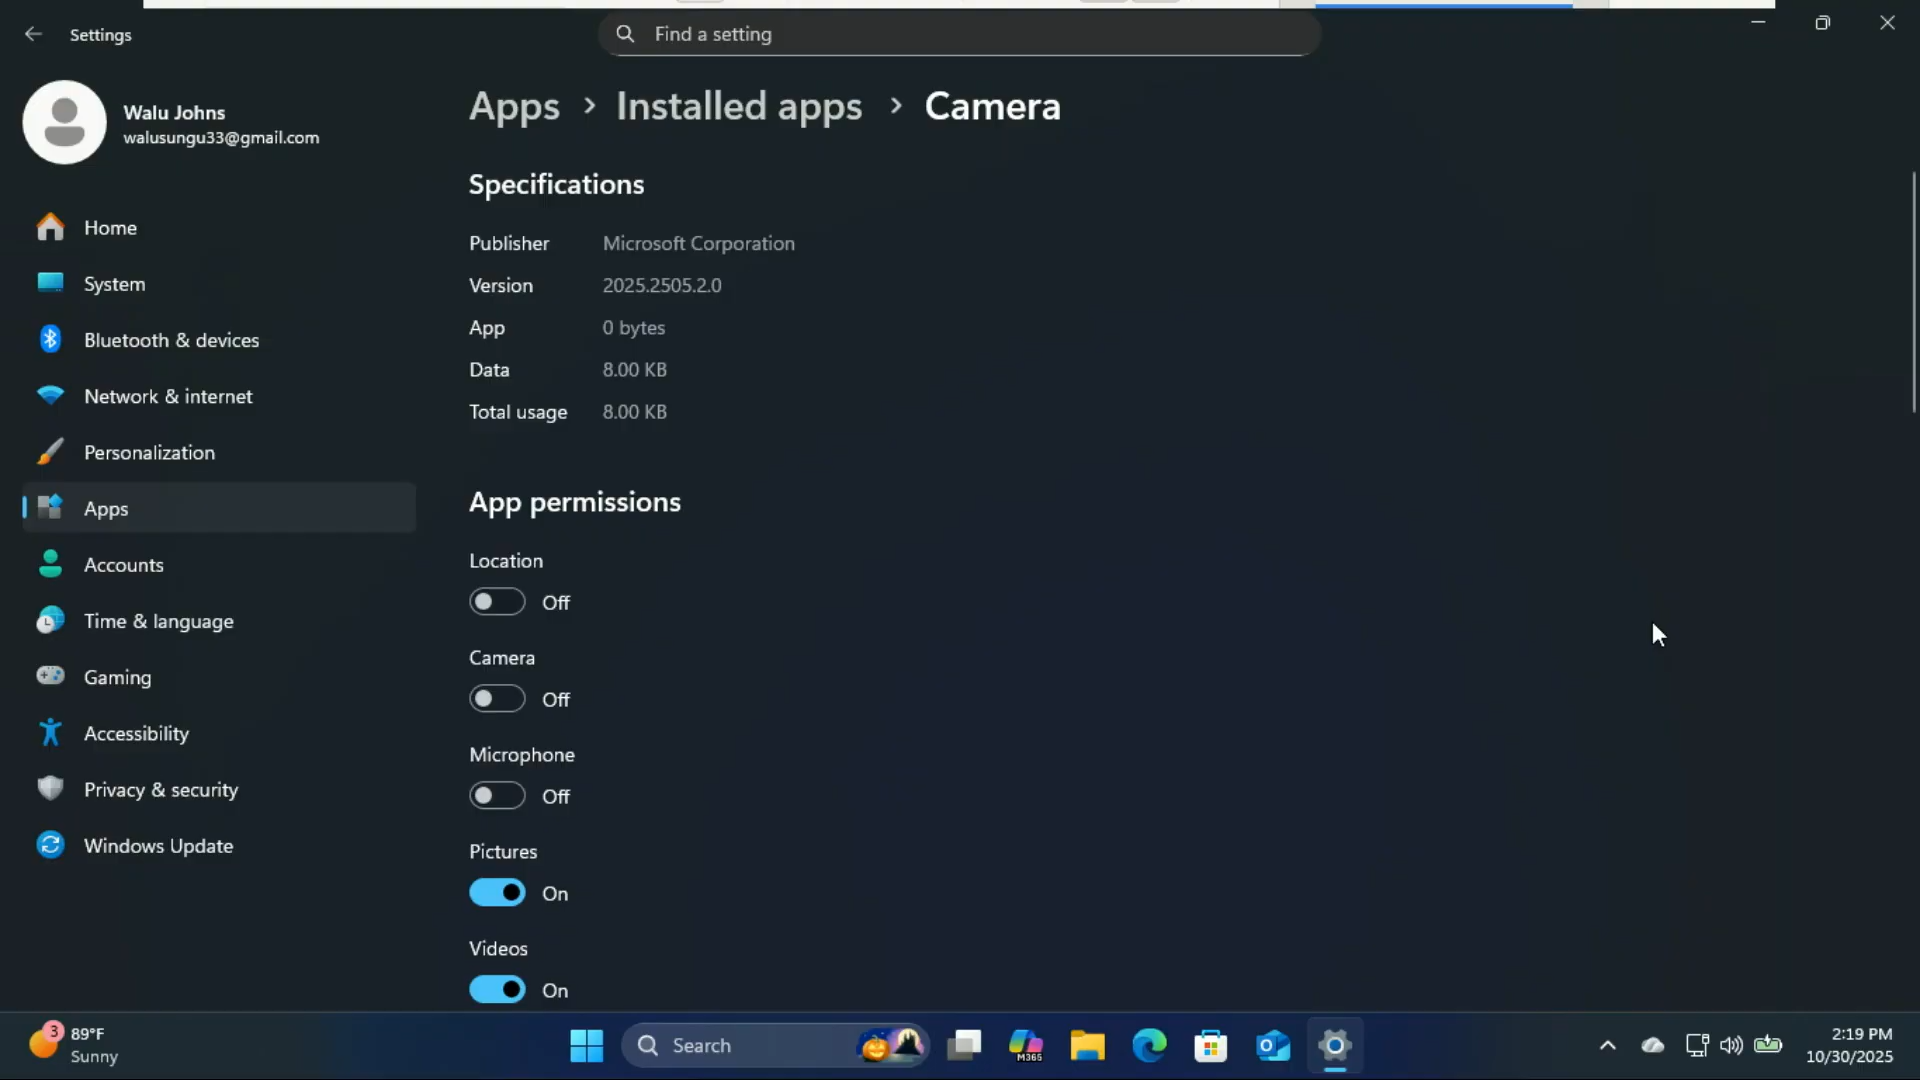 Settings
Find a setting
Walu Johns
walusungu33@gmail.com
Home
System
Bluetooth & devices
Network & internet
Personalization
Apps
Accounts
Time & language
Gaming
Accessibility
Privacy & security
Windows Update
Apps > Installed apps > Camera
Specifications
Publisher Microsoft Corporation
Version 2025.2505.2.0
App 0 bytes
Data 8.00 KB
Total usage 8.00 KB
App permissions
Location
Off
Camera
Off
Microphone
Off
Pictures
On
Videos
On
3
89°F
Sunny
Search
M365
2:19 PM
10/30/2025